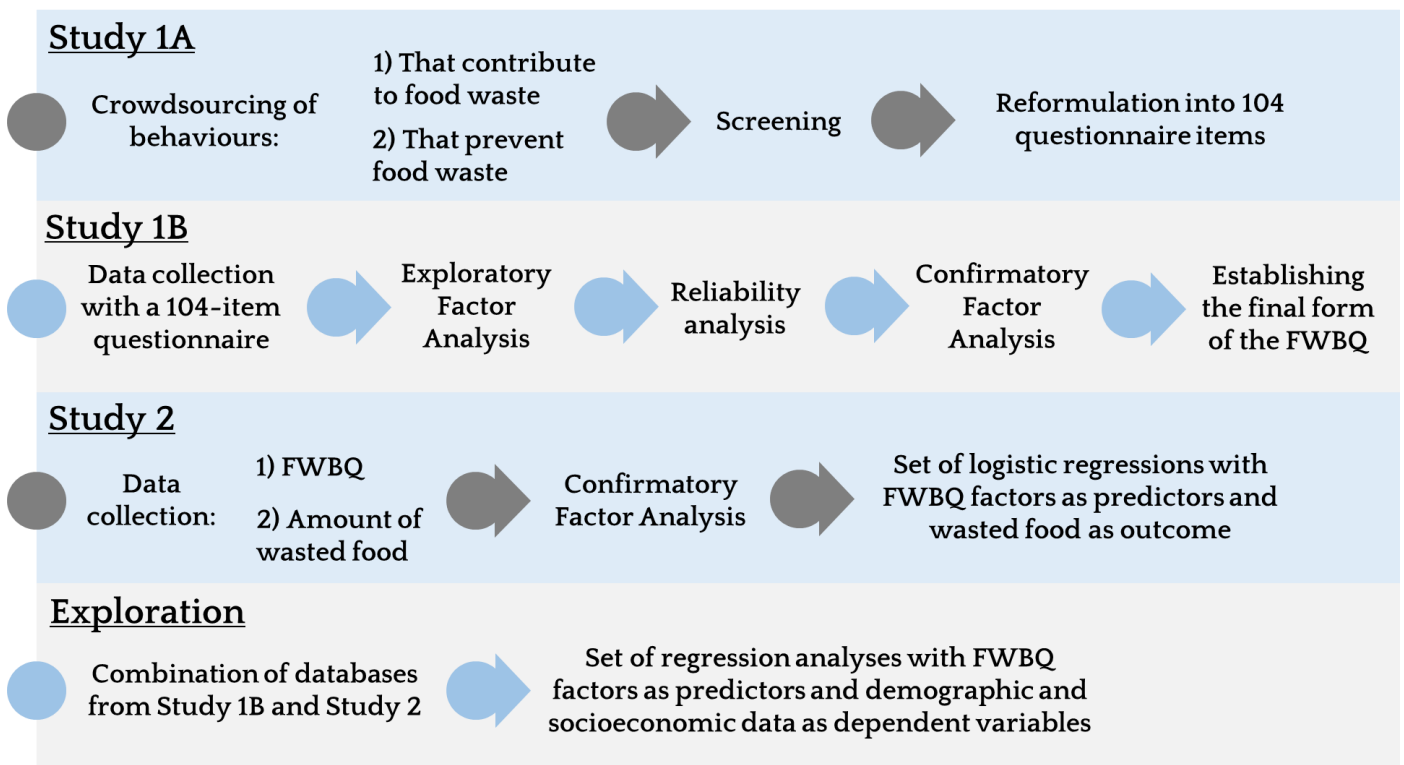 Study 1A
Crowdsourcing of
behaviours:
1) That contribute
to food waste
2) That prevent
food waste
Screening
Reformulation into 104
questionnaire items
Study 1B
Data collection
with a 104-item
questionnaire
Exploratory
Factor
Analysis
Reliability
analysis
Confirmatory
Factor
Analysis
Establishing
the final form
of the FWBQ
Study 2
Data
collection:
1) FWBQ
2) Amount of
wasted food
Confirmatory
Factor Analysis
Set of logistic regressions with
FWBQ factors as predictors and
wasted food as outcome
Exploration
Combination of databases
from Study 1B and Study 2
Set of regression analyses with FWBQ
factors as predictors and demographic and
socioeconomic data as dependent variables